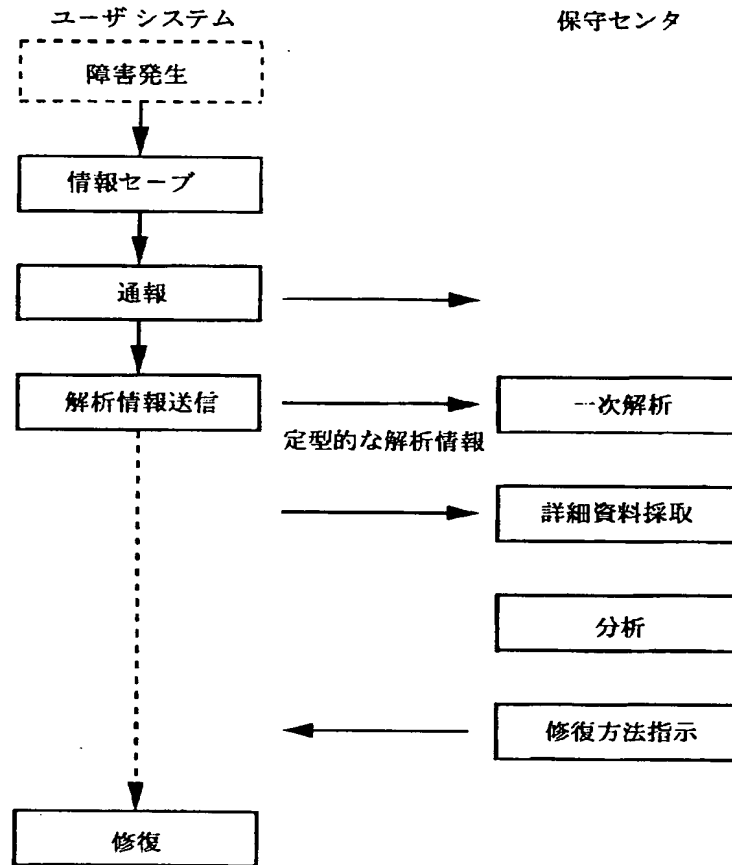 ユーザ システム
保守センタ
障害発生
情報セーブ
通報
解析情報送信
一次解析
定型的な解析情報
詳細資料採取
分析
修復方法指示
修復